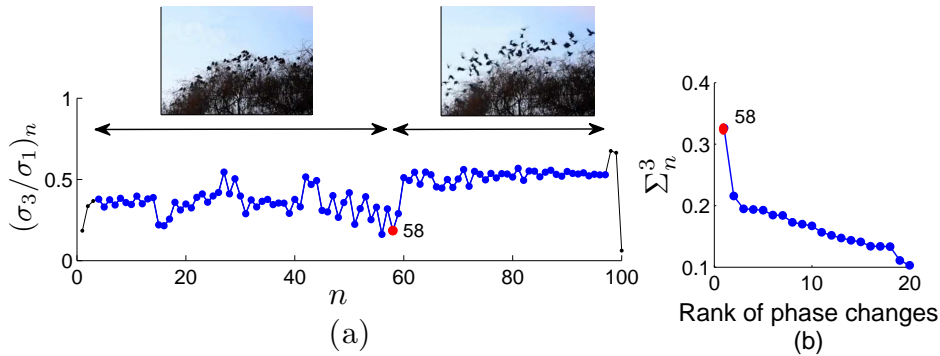 (σ₃/σ₁)ₙ
1
0.5
0
58
0 20 40 60 80 100
n
(a)
Σ³ₙ
0.4
0.3
0.2
0.1
58
0 10 20
Rank of phase changes
(b)